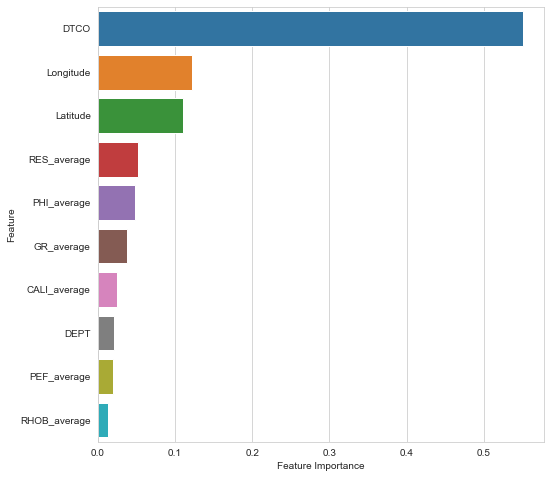 DTCO
Longitude
Latitude
RES_average
PHI_average
GR_average
CALI_average
DEPT
PEF_average
RHOB_average
Feature
0.0 0.1 0.2 0.3 0.4 0.5
Feature Importance